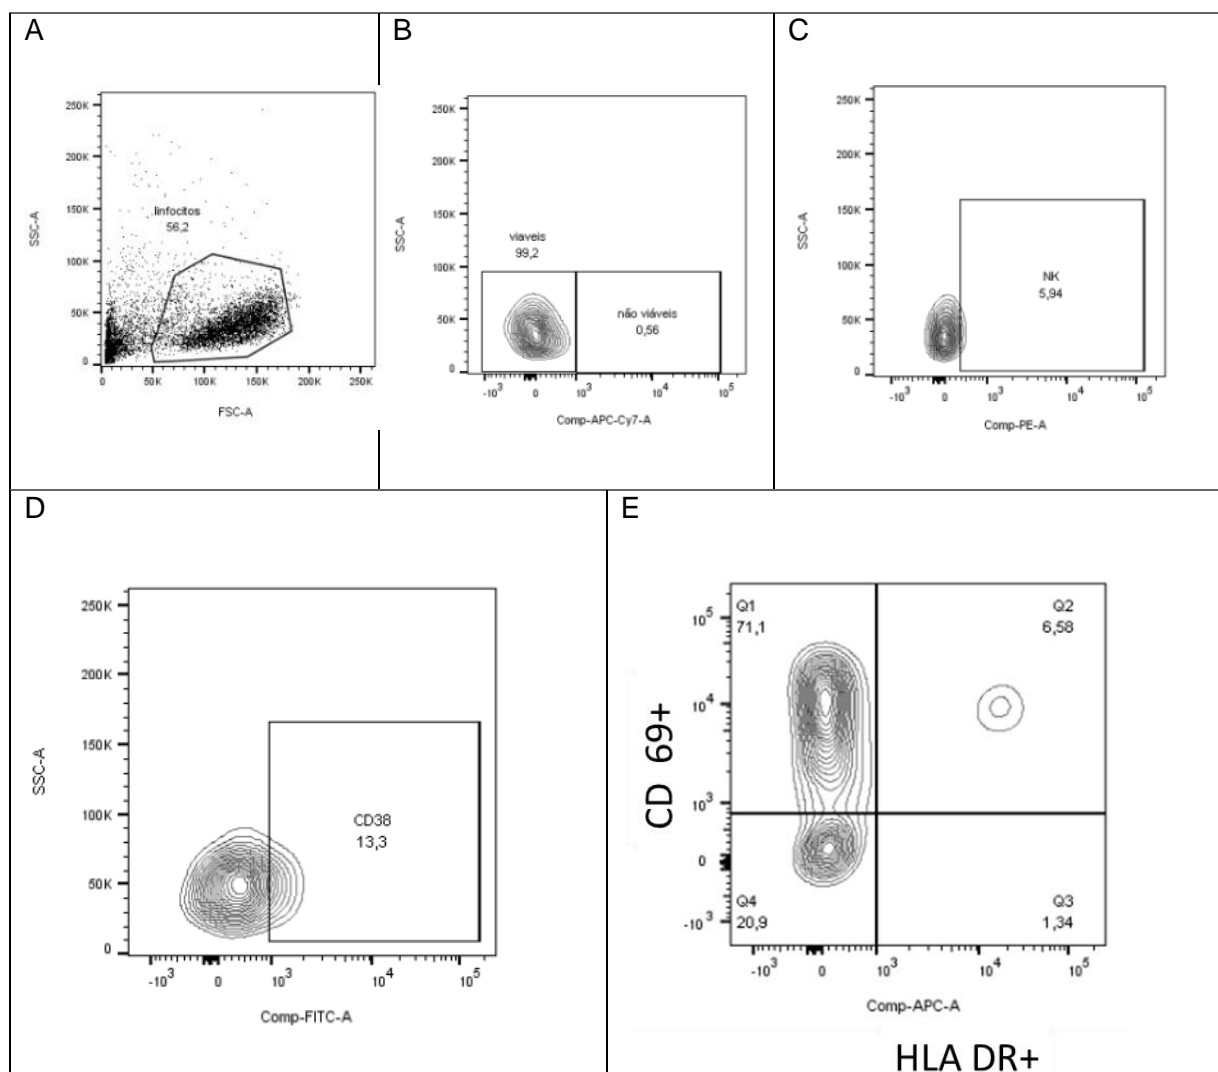 A
250K
200K
150K
100K
50K
0
SSC-A
linfocitos
56,2
0
50K
100K
150K
200K
250K
FSC-A
B
250K
200K
150K
100K
50K
0
SSC-A
viaveis
99,2
não viáveis
0,56
-10³
0
10³
10⁴
10⁵
Comp-APC-Cy7-A
C
250K
200K
150K
100K
50K
0
SSC-A
NK
5,94
-10³
0
10³
10⁴
10⁵
Comp-PE-A
D
250K
200K
150K
100K
50K
0
SSC-A
CD38
13,3
-10³
0
10³
10⁴
10⁵
Comp-FITC-A
E
CD 69+
10⁵
10⁴
10³
0
-10³
Q1
71,1
Q2
6,58
Q4
20,9
Q3
1,34
-10³
0
10³
10⁴
10⁵
Comp-APC-A
HLA DR+